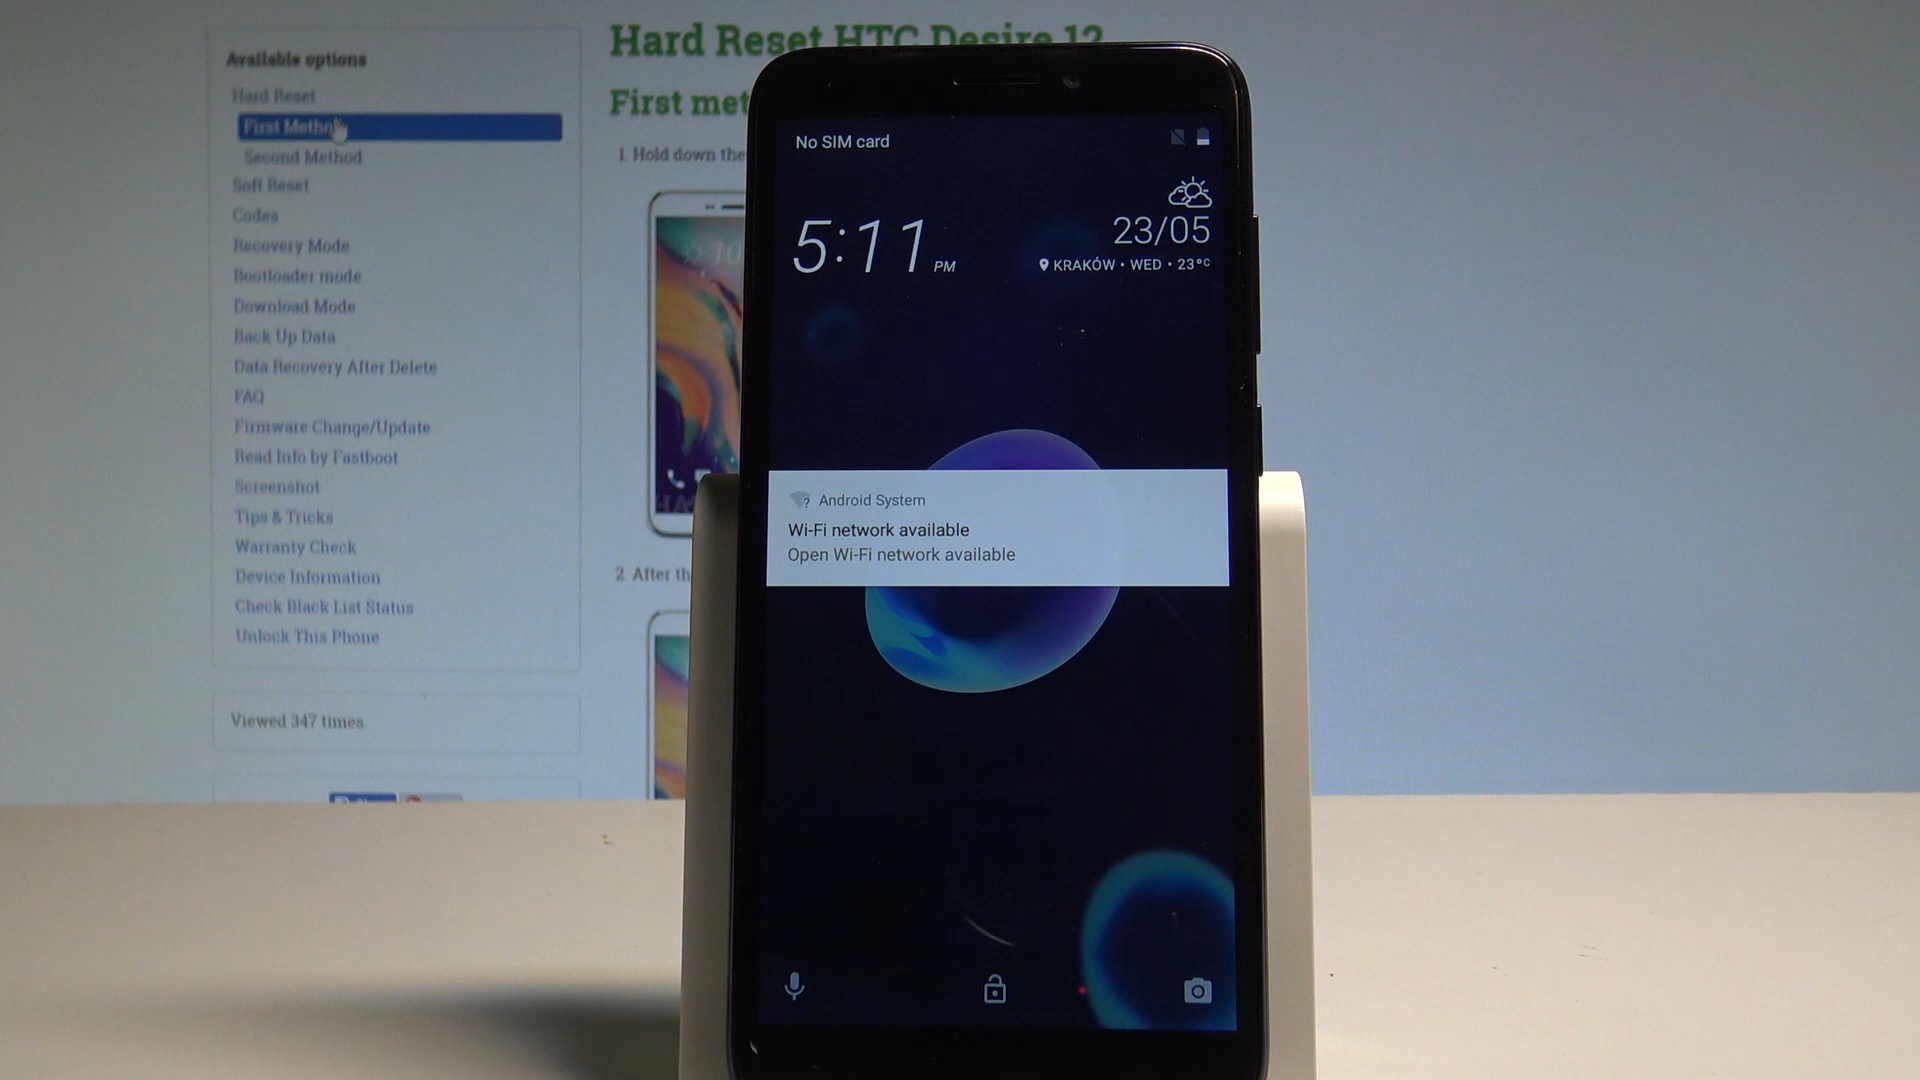 Available options
Hard Reset
First Method
Second Method
Soft Reset
Codes
Recovery Mode
Bootloader mode
Download Mode
Back Up Data
Data Recovery After Delete
FAQ
Firmware Change/Update
Read Info by Fastboot
Screenshot
Tips & Tricks
Warranty Check
Device Information
Check Black List Status
Unlock This Phone
Viewed 347 times
Hard Reset HTC Desire 12
First met
1. Hold down the
2. After th
No SIM card
5:11 PM
23/05
KRAKÓW • WED • 23°C
Android System
Wi-Fi network available
Open Wi-Fi network available